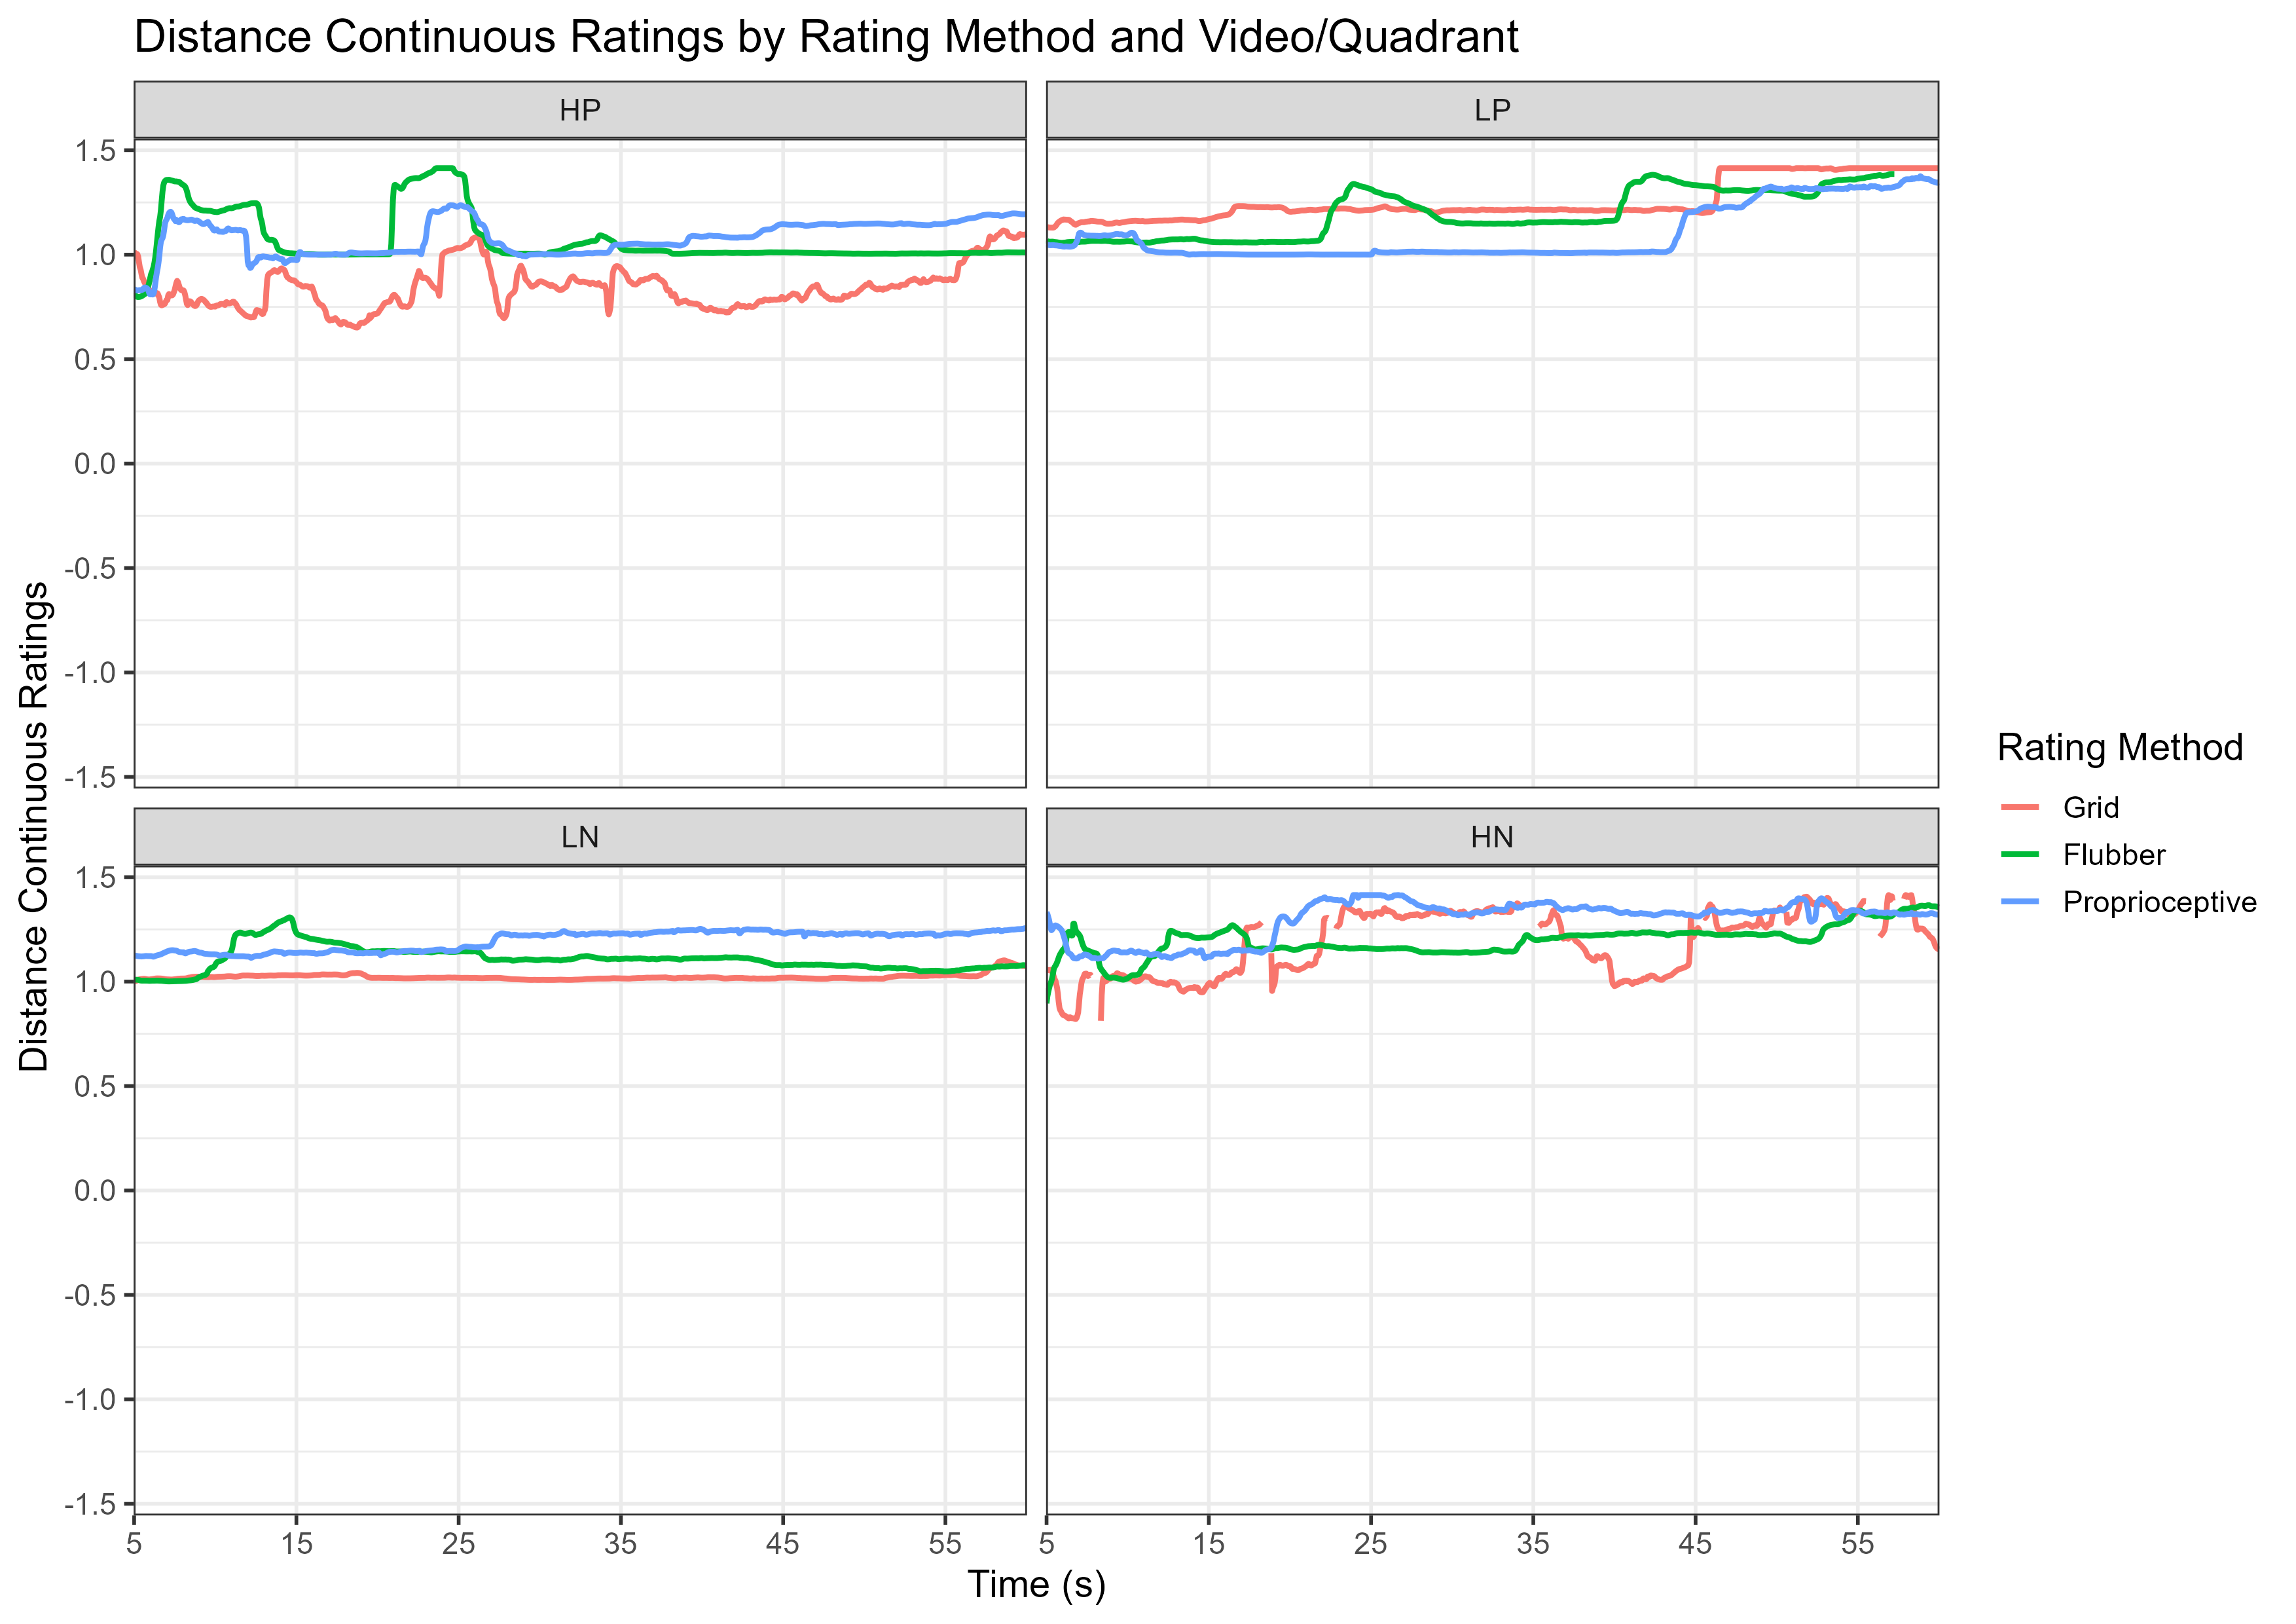 Distance Continuous Ratings by Rating Method and Video/Quadrant
HP
LP
1.5
1.0
0.5
0.0
-0.5
-1.0
-1.5
LN
HN
1.5
1.0
0.5
0.0
-0.5
-1.0
-1.5
5 15 25 35 45 55
5 15 25 35 45 55
Time (s)
Distance Continuous Ratings
Rating Method
Grid
Flubber
Proprioceptive